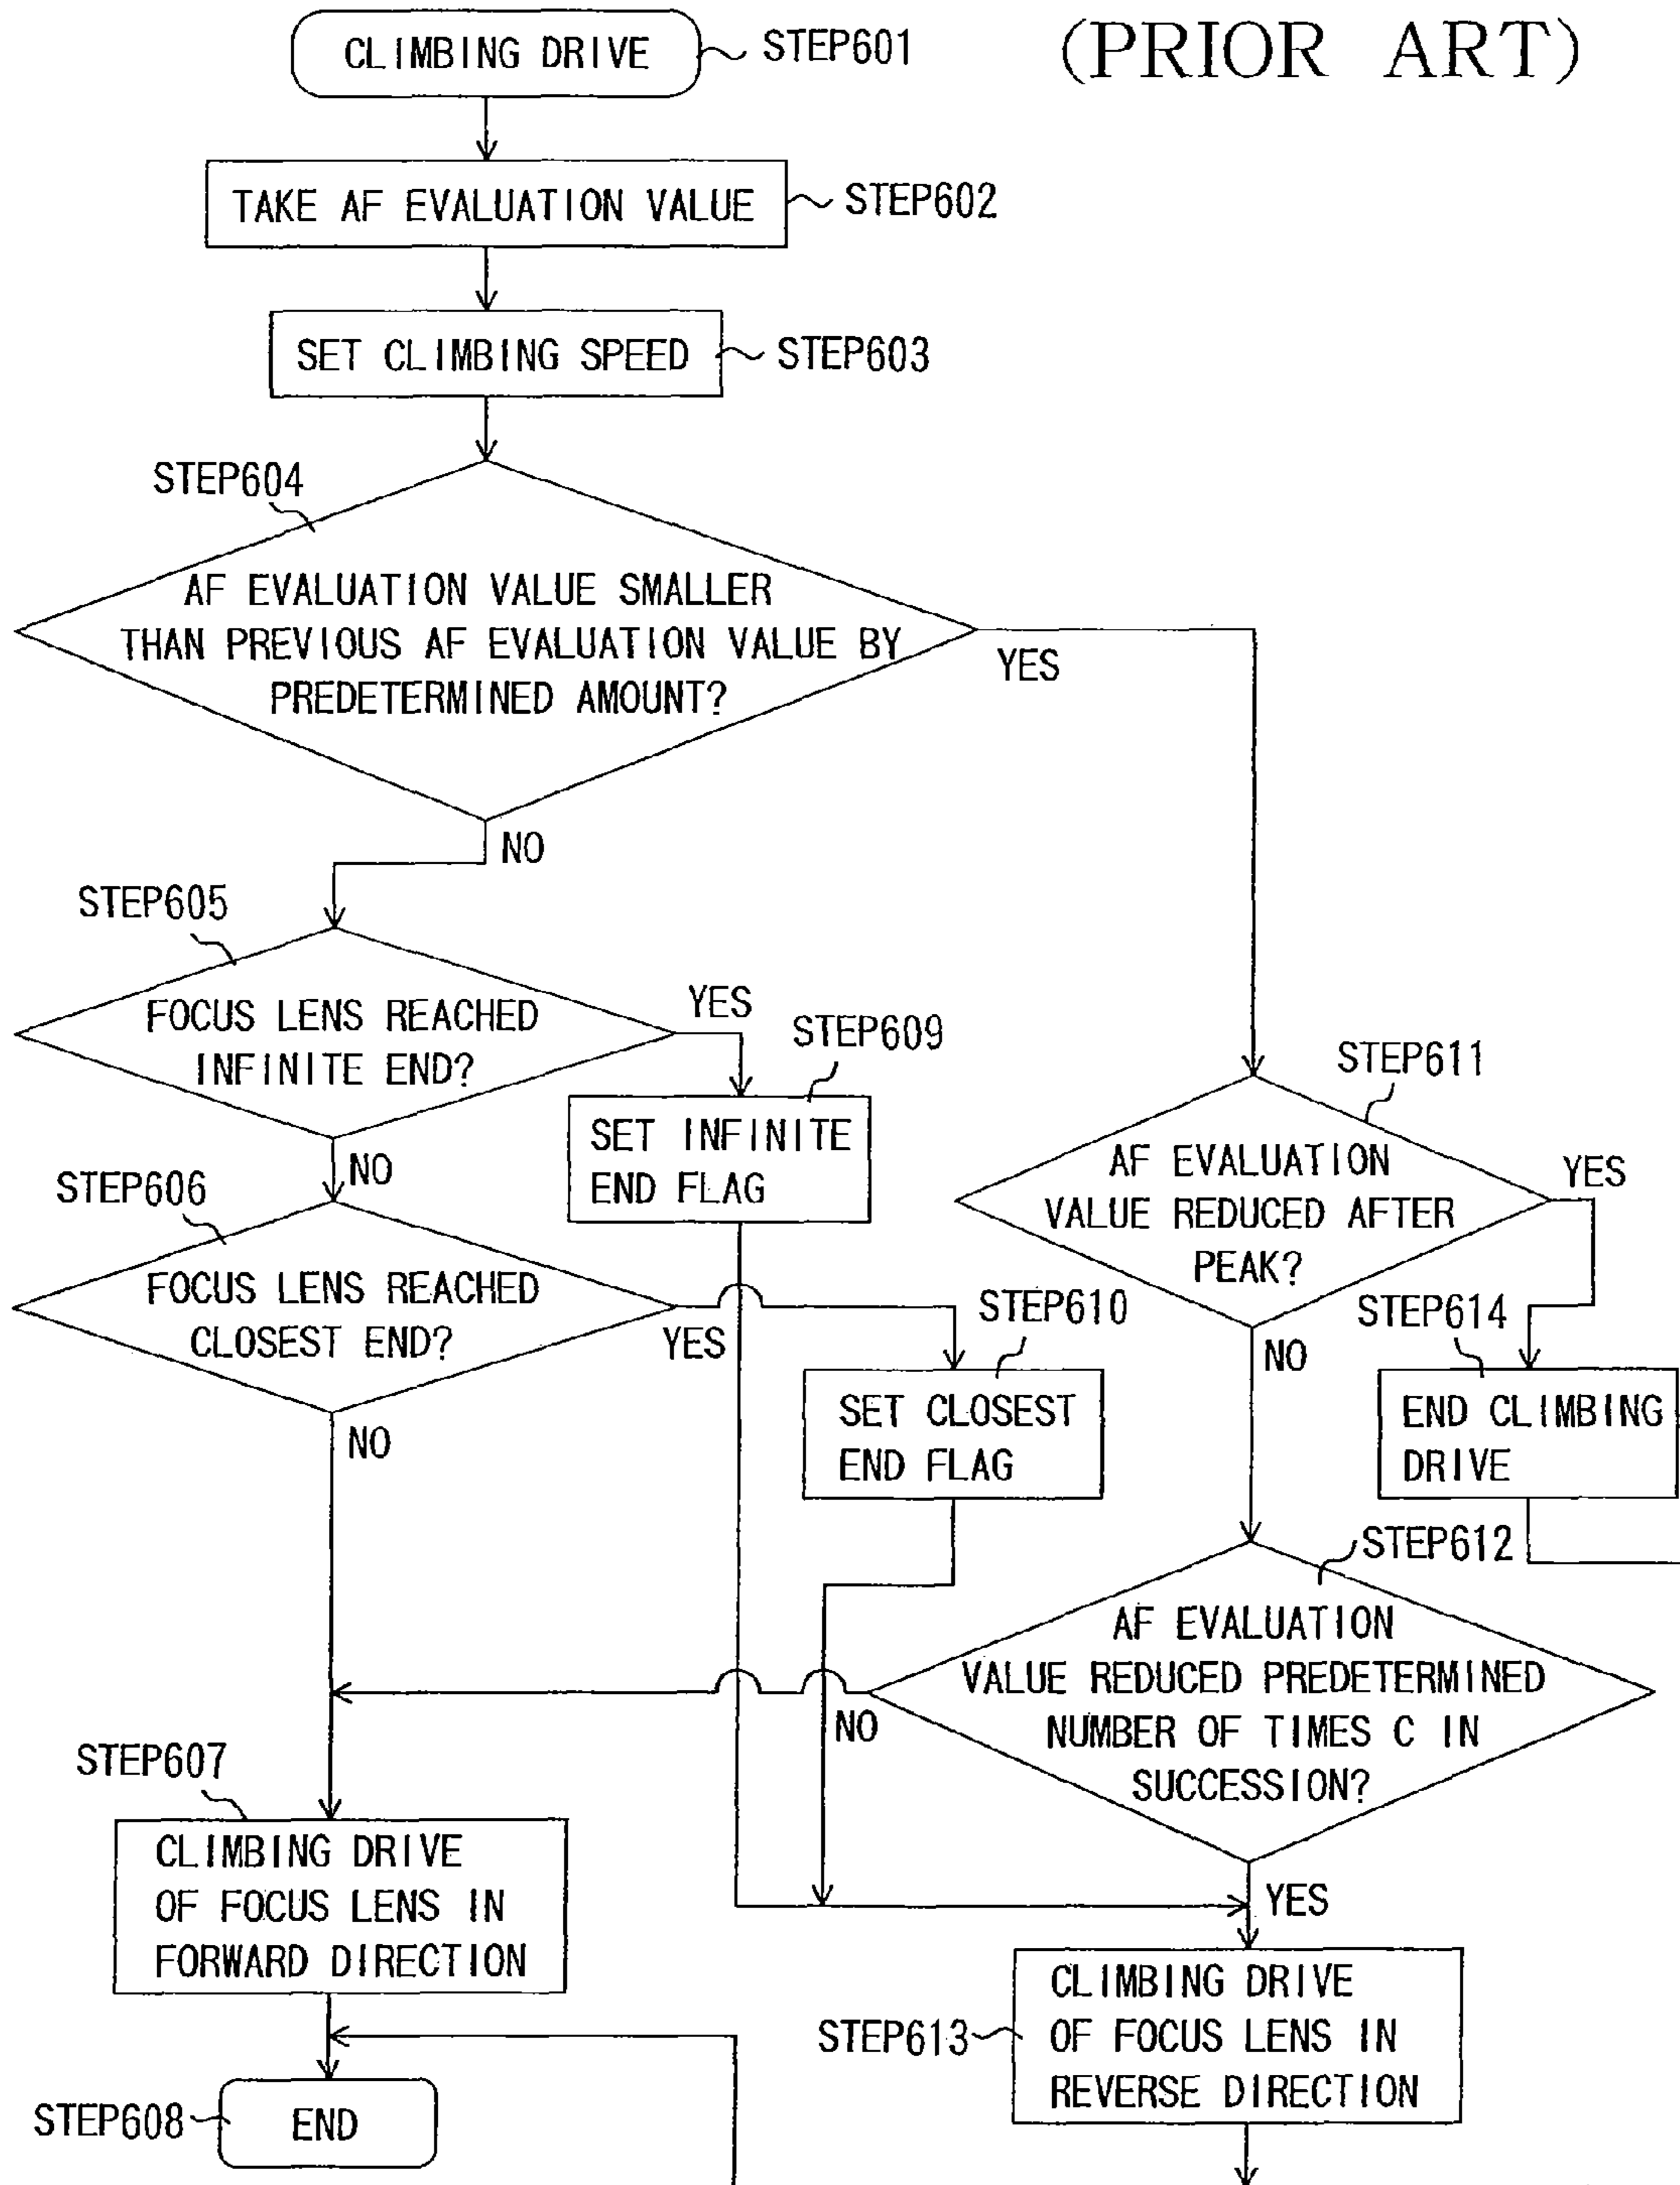 (PRIOR ART)
CLIMBING DRIVE
STEP601
TAKE AF EVALUATION VALUE
STEP602
SET CLIMBING SPEED
STEP603
STEP604
AF EVALUATION VALUE SMALLER
THAN PREVIOUS AF EVALUATION VALUE BY
PREDETERMINED AMOUNT?
YES
NO
STEP605
FOCUS LENS REACHED
INFINITE END?
YES
NO
STEP609
SET INFINITE
END FLAG
STEP606
FOCUS LENS REACHED
CLOSEST END?
YES
NO
STEP610
SET CLOSEST
END FLAG
STEP611
AF EVALUATION
VALUE REDUCED AFTER
PEAK?
YES
NO
STEP614
END CLIMBING
DRIVE
STEP612
AF EVALUATION
VALUE REDUCED PREDETERMINED
NUMBER OF TIMES C IN
SUCCESSION?
NO
YES
STEP607
CLIMBING DRIVE
OF FOCUS LENS IN
FORWARD DIRECTION
STEP613
CLIMBING DRIVE
OF FOCUS LENS IN
REVERSE DIRECTION
STEP608
END